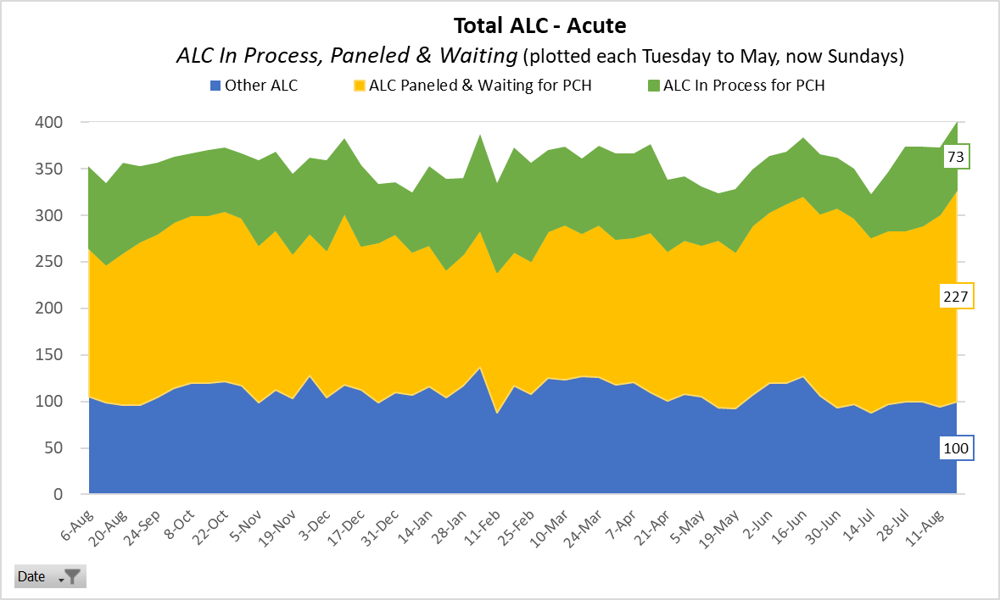 Total ALC - Acute
ALC In Process, Paneled & Waiting (plotted each Tuesday to May, now Sundays)
Other ALC ALC Paneled & Waiting for PCH ALC In Process for PCH
400
350
300
250
200
150
100
50
0
73
227
100
6-Aug 20-Aug 24-Sep 8-Oct 22-Oct 5-Nov 19-Nov 3-Dec 17-Dec 31-Dec 14-Jan 28-Jan 11-Feb 25-Feb 10-Mar 24-Mar 7-Apr 21-Apr 5-May 19-May 2-Jun 16-Jun 30-Jun 14-Jul 28-Jul 11-Aug
Date